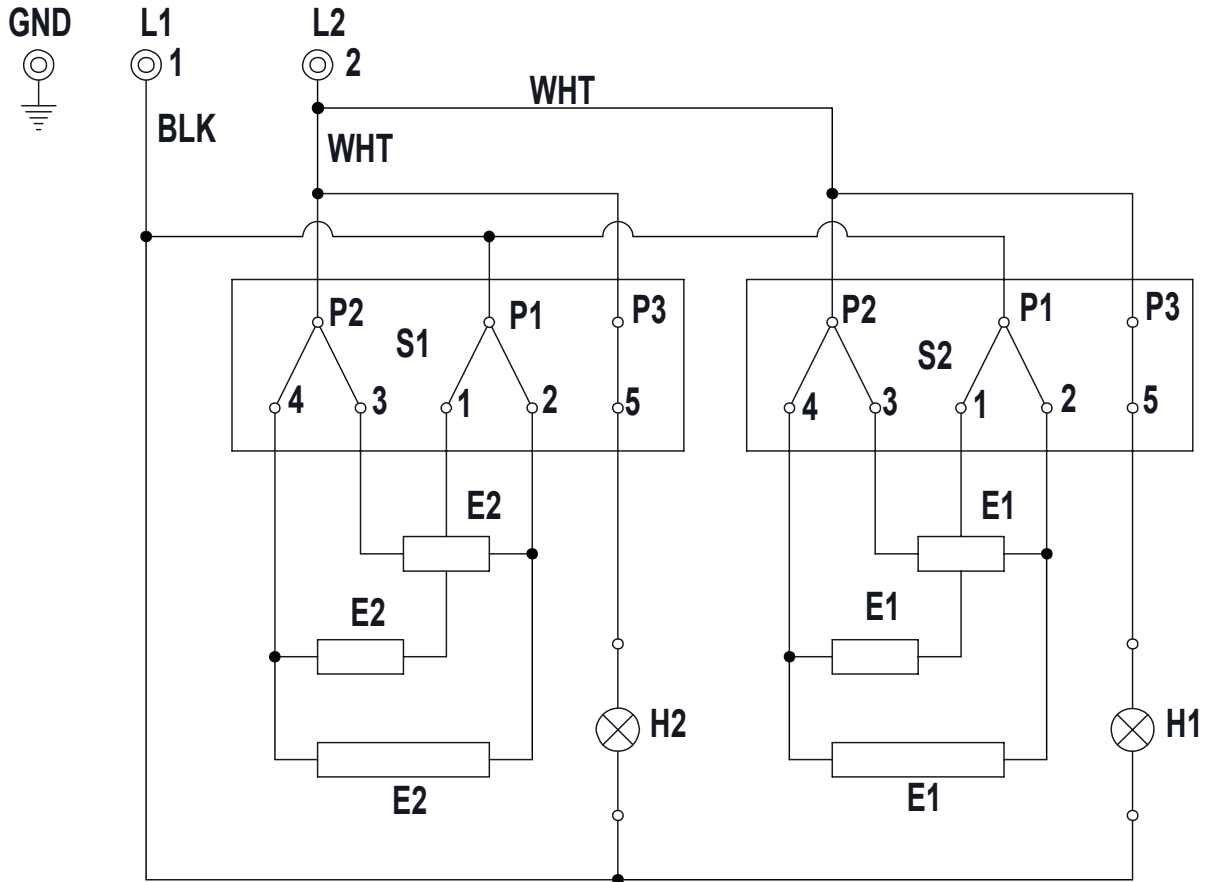 GND L1 L2
1 2
WHT
BLK
WHT
P2 P1 P3 P2 P1 P3
S1 S2
4 3 1 2 5 4 3 1 2 5
E2 E1
E2 E1
H2 H1
E2 E1